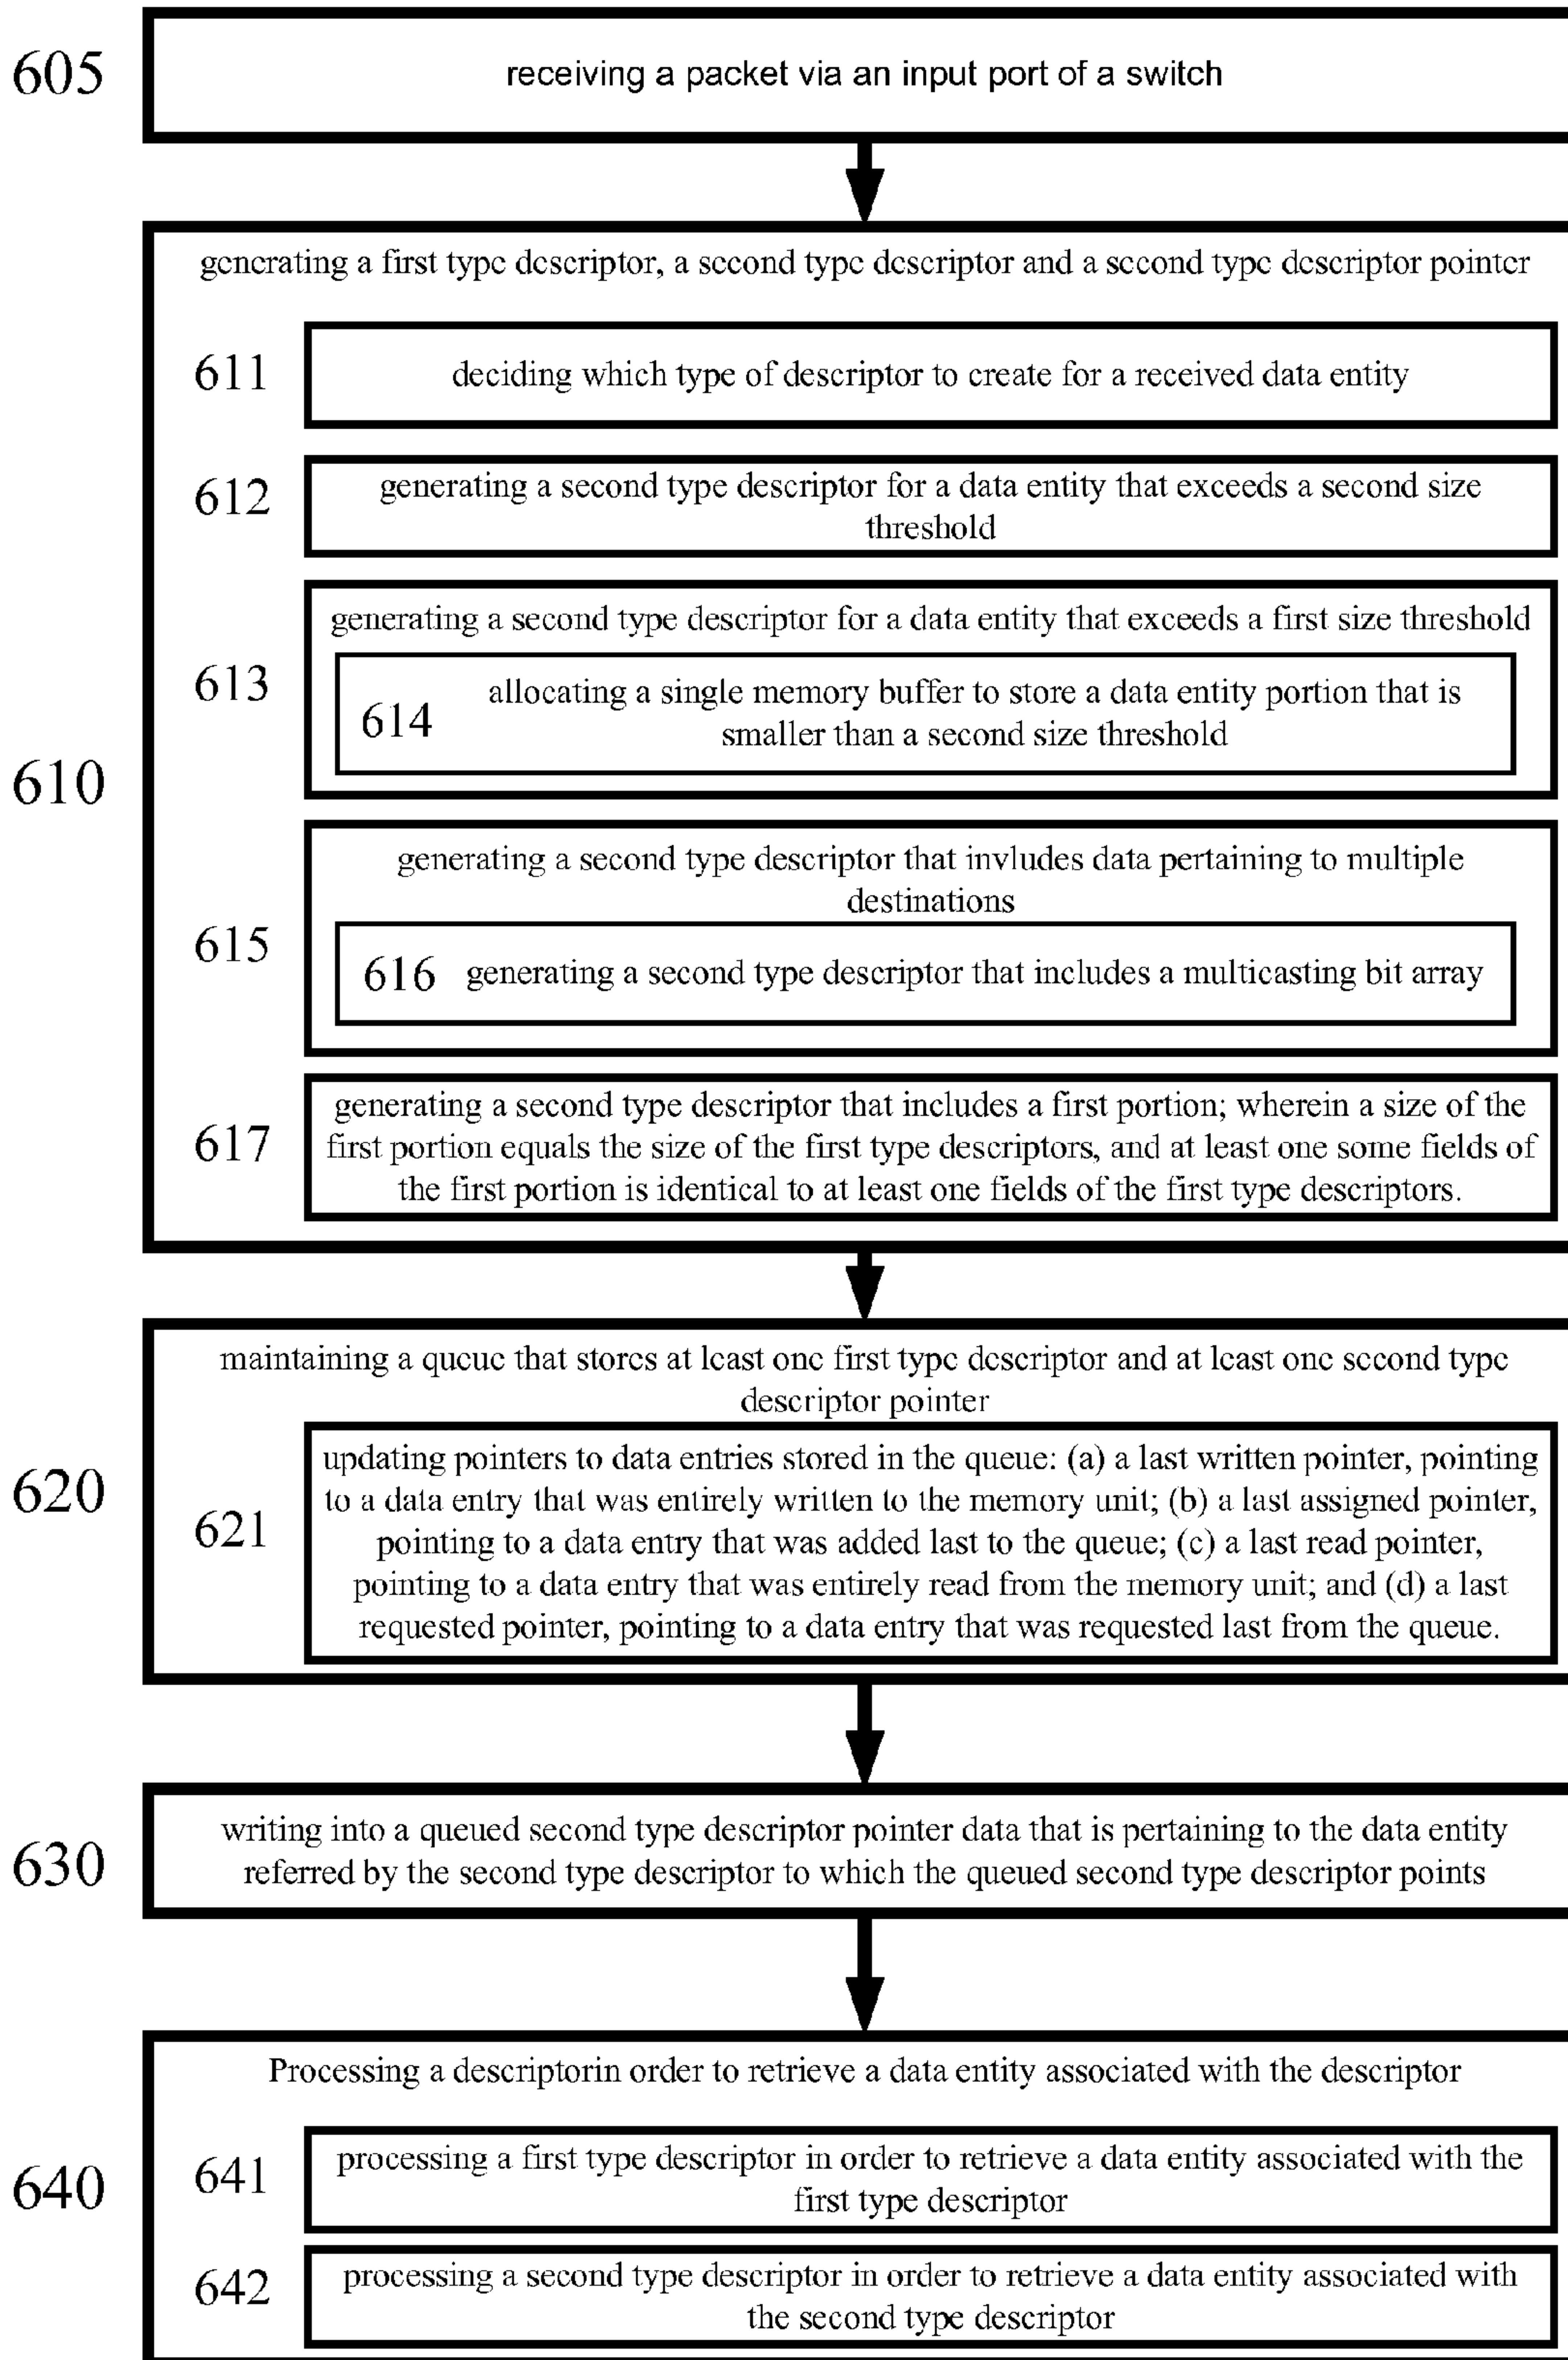 605
receiving a packet via an input port of a switch
610
generating a first type descriptor, a second type descriptor and a second type descriptor pointer
611
deciding which type of descriptor to create for a received data entity
612
generating a second type descriptor for a data entity that exceeds a second size
threshold
613
generating a second type descriptor for a data entity that exceeds a first size threshold
614
allocating a single memory buffer to store a data entity portion that is
smaller than a second size threshold
615
generating a second type descriptor that invludes data pertaining to multiple
destinations
616 generating a second type descriptor that includes a multicasting bit array
617
generating a second type descriptor that includes a first portion; wherein a size of the
first portion equals the size of the first type descriptors, and at least one some fields of
the first portion is identical to at least one fields of the first type descriptors.
620
maintaining a queue that stores at least one first type descriptor and at least one second type
descriptor pointer
621
updating pointers to data entries stored in the queue: (a) a last written pointer, pointing
to a data entry that was entirely written to the memory unit; (b) a last assigned pointer,
pointing to a data entry that was added last to the queue; (c) a last read pointer,
pointing to a data entry that was entirely read from the memory unit; and (d) a last
requested pointer, pointing to a data entry that was requested last from the queue.
630
writing into a queued second type descriptor pointer data that is pertaining to the data entity
referred by the second type descriptor to which the queued second type descriptor points
640
Processing a descriptorin order to retrieve a data entity associated with the descriptor
641
processing a first type descriptor in order to retrieve a data entity associated with the
first type descriptor
642
processing a second type descriptor in order to retrieve a data entity associated with
the second type descriptor